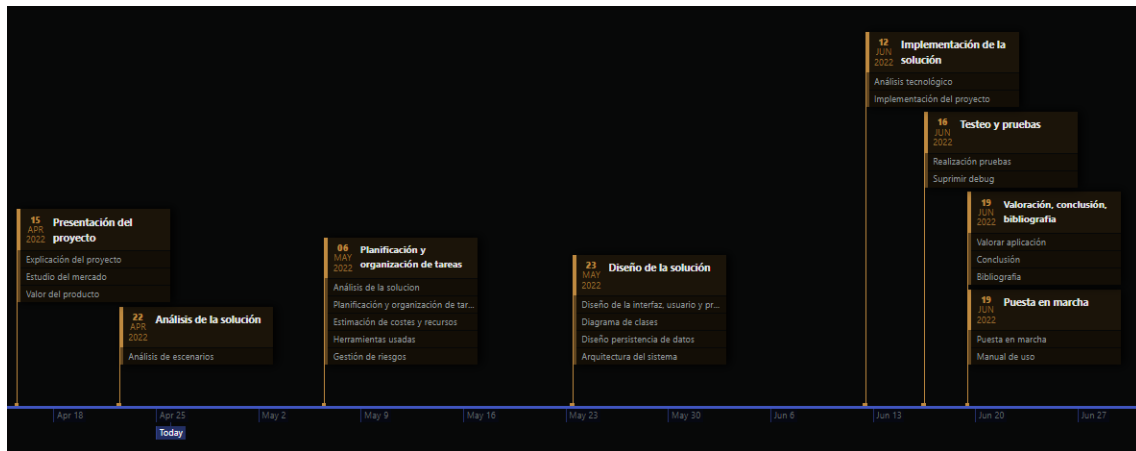 15
APR
2022
Presentación del
proyecto
Explicación del proyecto
Estudio del mercado
Valor del producto
22
APR
2022
Análisis de la solución
Análisis de escenarios
06
MAY
2022
Planificación y
organización de tareas
Análisis de la solucion
Planificación y organización de tar...
Estimación de costes y recursos
Herramientas usadas
Gestión de riesgos
23
MAY
2022
Diseño de la solución
Diseño de la interfaz, usuario y pr...
Diagrama de clases
Diseño persistencia de datos
Arquitectura del sistema
12
JUN
2022
Implementación de la
solución
Análisis tecnológico
Implementación del proyecto
16
JUN
2022
Testeo y pruebas
Realización pruebas
Suprimir debug
19
JUN
2022
Valoración, conclusión,
bibliografia
Valorar aplicación
Conclusión
Bibliografia
19
JUN
2022
Puesta en marcha
Puesta en marcha
Manual de uso
Apr 18
Apr 25
May 2
May 9
May 16
May 23
May 30
Jun 6
Jun 13
Jun 20
Jun 27
Today